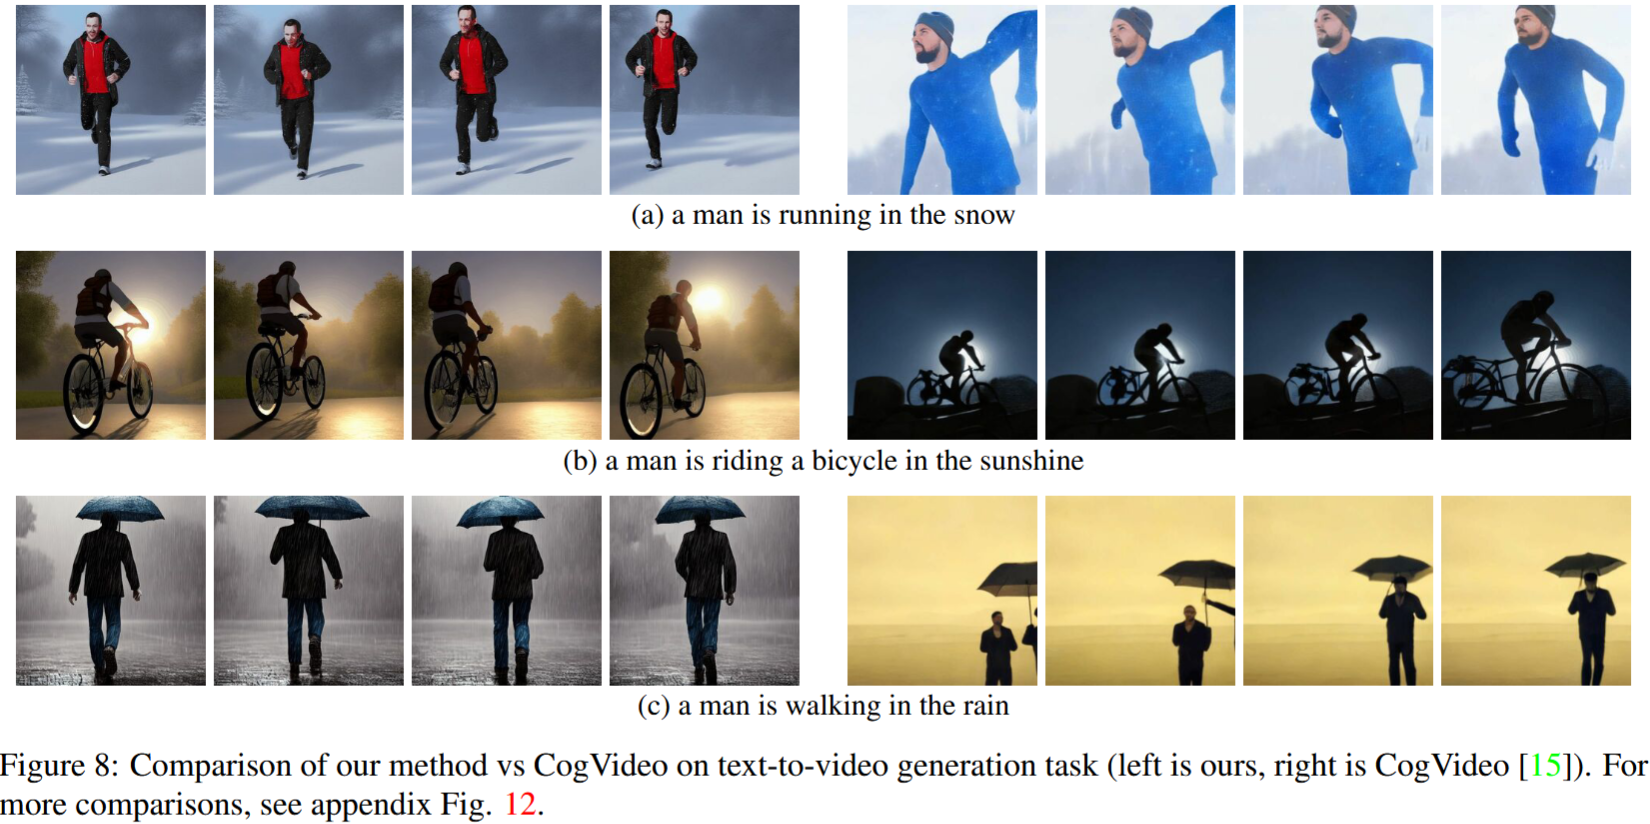 (a) a man is running in the snow
(b) a man is riding a bicycle in the sunshine
(c) a man is walking in the rain
Figure 8: Comparison of our method vs CogVideo on text-to-video generation task (left is ours, right is CogVideo [15]). For
more comparisons, see appendix Fig. 12.